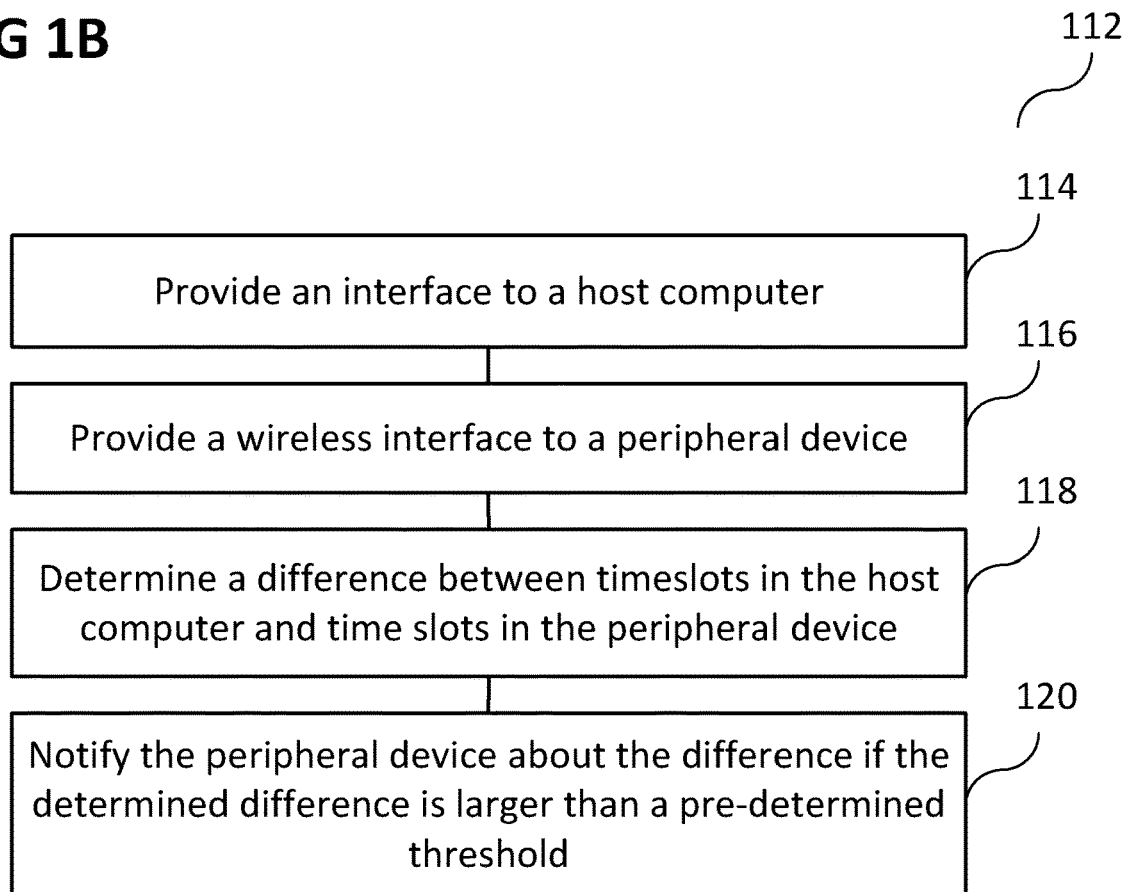 G 1B
112
114
Provide an interface to a host computer
116
Provide a wireless interface to a peripheral device
118
Determine a difference between timeslots in the host
computer and time slots in the peripheral device
120
Notify the peripheral device about the difference if the
determined difference is larger than a pre-determined
threshold